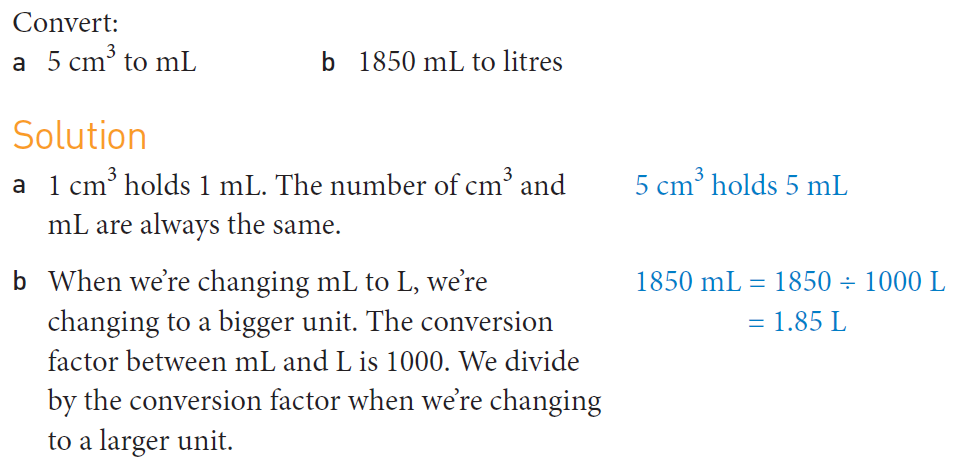 Convert:
a 5 cm³ to mL b 1850 mL to litres
Solution
a 1 cm³ holds 1 mL. The number of cm³ and 5 cm³ holds 5 mL
mL are always the same.
b When we're changing mL to L, we're 1850 mL = 1850 ÷ 1000 L
changing to a bigger unit. The conversion = 1.85 L
factor between mL and L is 1000. We divide
by the conversion factor when we're changing
to a larger unit.